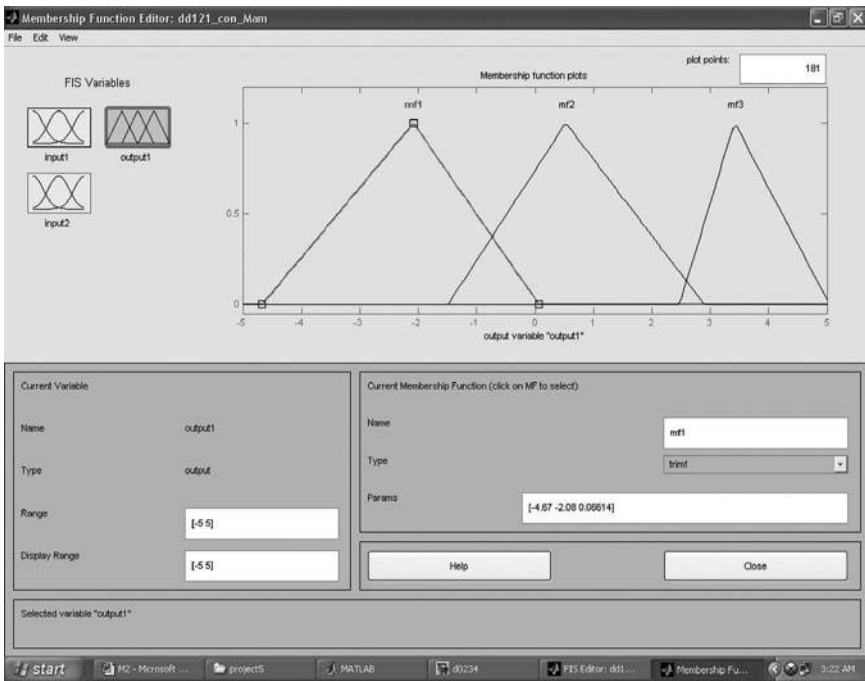 Membership Function Editor: dd121_con_Mam
File Edit View
FIS Variables
plot points: 181
Membership function plots
input1
output1
input2
mf1 mf2 mf3
1
0.5
0
-5 -4 -3 -2 -1 0 1 2 3 4 5
output variable "output1"
Current Variable
Name output1
Type output
Range [-5 5]
Display Range [-5 5]
Current Membership Function (click on MF to select)
Name mf1
Type trimf
Params [-4.67 -2.08 0.08614]
Help Close
Selected variable "output1"
start M2 - Microsoft ... project5 MATLAB d0234 FIS Editor: dd1... Membership Fu... 3:22 AM